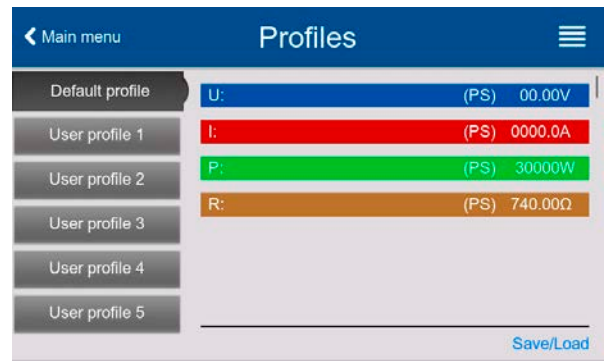 Main menu
Profiles
Default profile
User profile 1
User profile 2
User profile 3
User profile 4
User profile 5
U: (PS) 00.00V
I: (PS) 0000.0A
P: (PS) 30000W
R: (PS) 740.00Ω
Save/Load